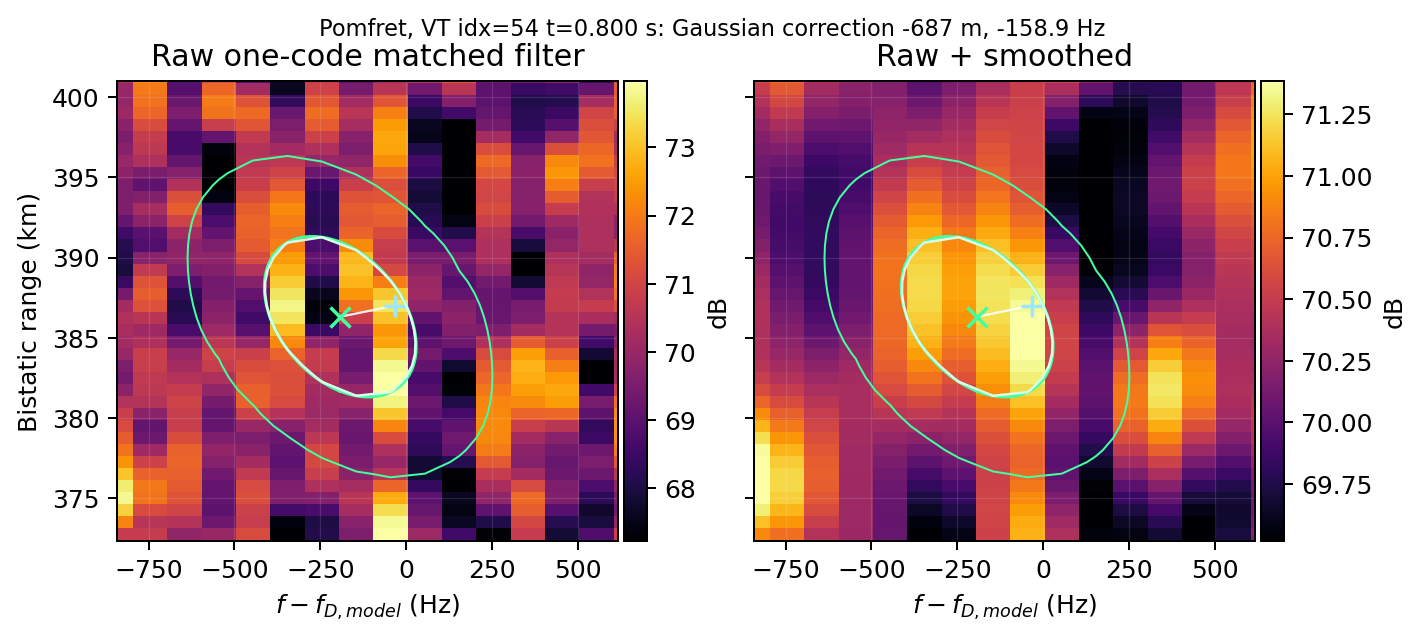 Pomfret, VT idx=54 t=0.800 s: Gaussian correction -687 m, -158.9 Hz
Raw one-code matched filter
Raw + smoothed
Bistatic range (km)
400
395
390
385
380
375
−750 −500 −250 0 250 500
f − f_{D, model} (Hz)
73
72
71
70
69
68
dB
−750 −500 −250 0 250 500
f − f_{D, model} (Hz)
71.25
71.00
70.75
70.50
70.25
70.00
69.75
dB